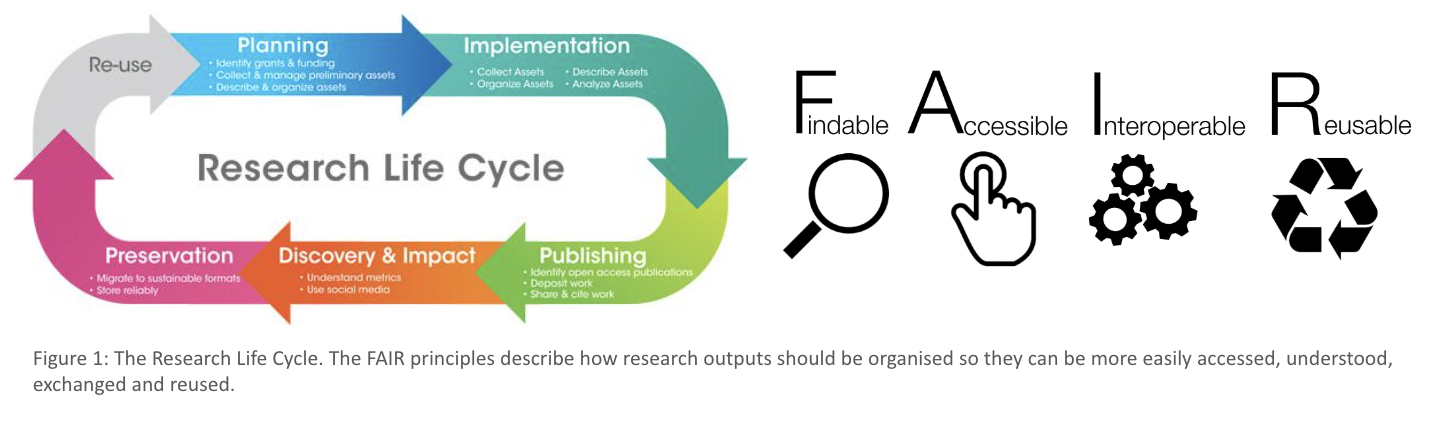 Re-use
Planning
• Identify grants & funding
• Collect & manage preliminary assets
• Describe & organize assets
Implementation
• Collect Assets
• Organize Assets
• Describe Assets
• Analyze Assets
Research Life Cycle
Preservation
• Migrate to sustainable formats
• Store reliably
Discovery & Impact
• Understand metrics
• Use social media
Publishing
• Identify open access publications
• Deposit work
• Share & cite work
Findable
Accessible
Interoperable
Reusable
Figure 1: The Research Life Cycle. The FAIR principles describe how research outputs should be organised so they can be more easily accessed, understood,
exchanged and reused.